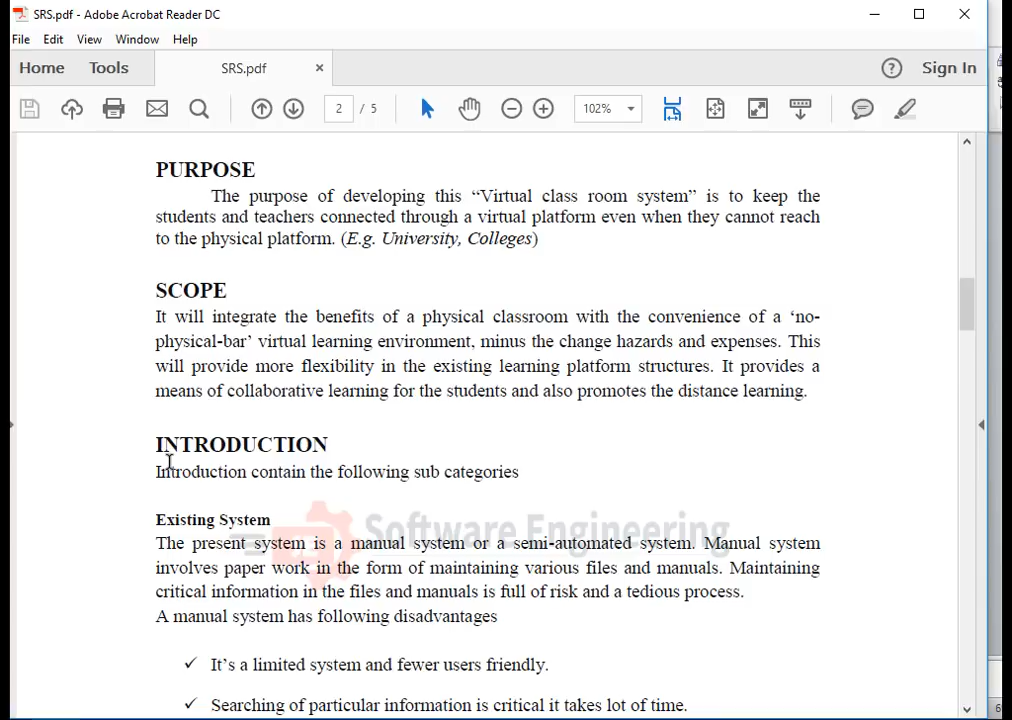 SRS.pdf - Adobe Acrobat Reader DC
File Edit View Window Help
Home Tools SRS.pdf × ? Sign In
2 / 5 102%
PURPOSE
The purpose of developing this “Virtual class room system” is to keep the
students and teachers connected through a virtual platform even when they cannot reach
to the physical platform. (E.g. University, Colleges)
SCOPE
It will integrate the benefits of a physical classroom with the convenience of a ‘no-
physical-bar’ virtual learning environment, minus the change hazards and expenses. This
will provide more flexibility in the existing learning platform structures. It provides a
means of collaborative learning for the students and also promotes the distance learning.
INTRODUCTION
Introduction contain the following sub categories
Software Engineering
Existing System
The present system is a manual system or a semi-automated system. Manual system
involves paper work in the form of maintaining various files and manuals. Maintaining
critical information in the files and manuals is full of risk and a tedious process.
A manual system has following disadvantages
✓ It’s a limited system and fewer users friendly.
✓ Searching of particular information is critical it takes lot of time.